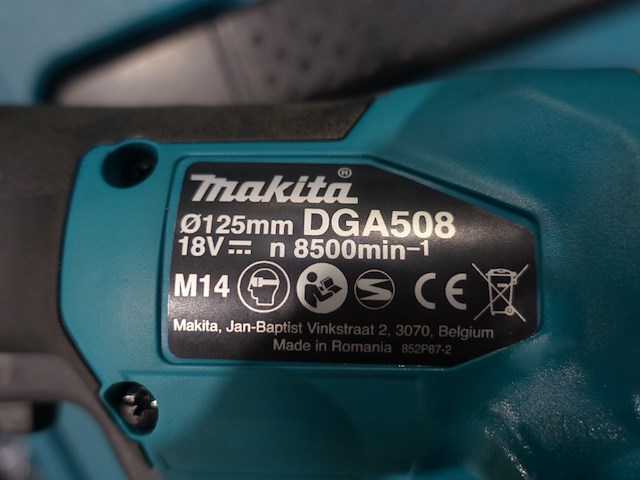 makita®
Ø125mm DGA508
18V n 8500min-1
M14 CE
Makita, Jan-Baptist Vinkstraat 2, 3070, Belgium
Made in Romania 852P87-2